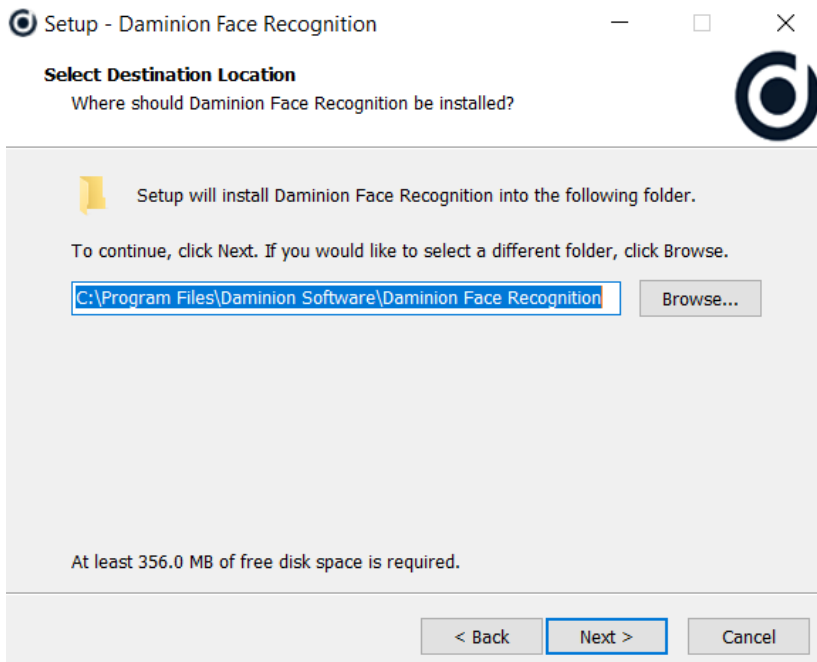 Setup - Daminion Face Recognition
Select Destination Location
Where should Daminion Face Recognition be installed?
Setup will install Daminion Face Recognition into the following folder.
To continue, click Next. If you would like to select a different folder, click Browse.
C:\Program Files\Daminion Software\Daminion Face Recognition
Browse...
At least 356.0 MB of free disk space is required.
< Back
Next >
Cancel